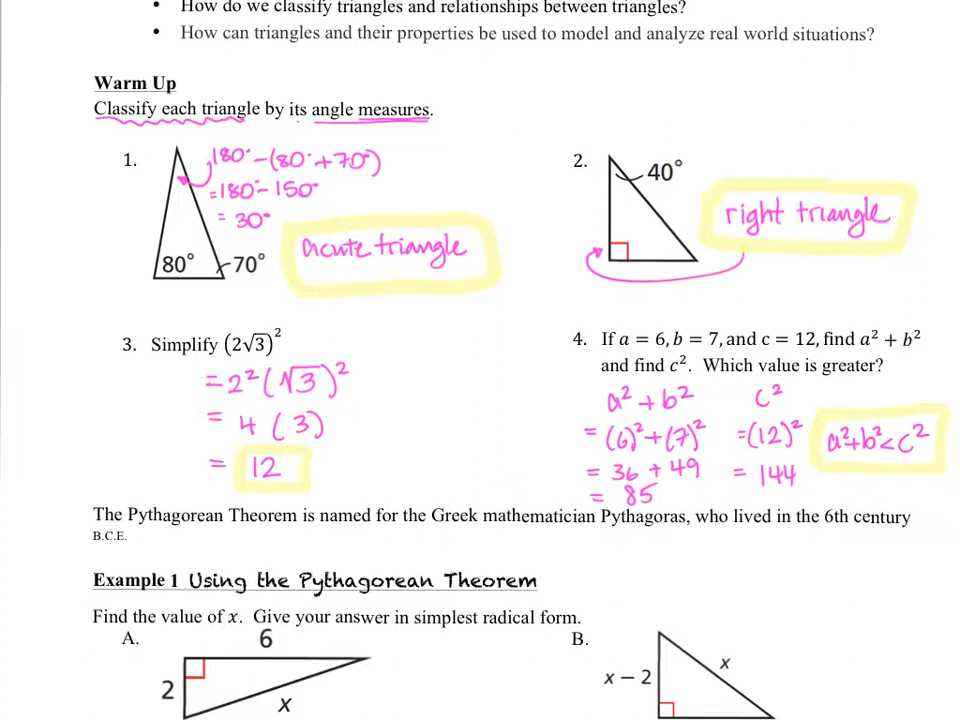 • How do we classify triangles and relationships between triangles?
• How can triangles and their properties be used to model and analyze real world situations?
Warm Up
Classify each triangle by its angle measures.
1.
180° - (80° + 70°)
= 180° - 150°
= 30°
acute triangle
80°
70°
2.
40°
right triangle
3. Simplify (2√3)²
= 2² (√3)²
= 4 (3)
= 12
4. If a = 6, b = 7, and c = 12, find a² + b²
and find c². Which value is greater?
a² + b²
= (6)² + (7)²
= 36 + 49
= 85
c²
= (12)²
= 144
a² + b² < c²
The Pythagorean Theorem is named for the Greek mathematician Pythagoras, who lived in the 6th century
B.C.E.
Example 1 Using the Pythagorean Theorem
Find the value of x. Give your answer in simplest radical form.
A.
6
2
x
B.
x − 2
x